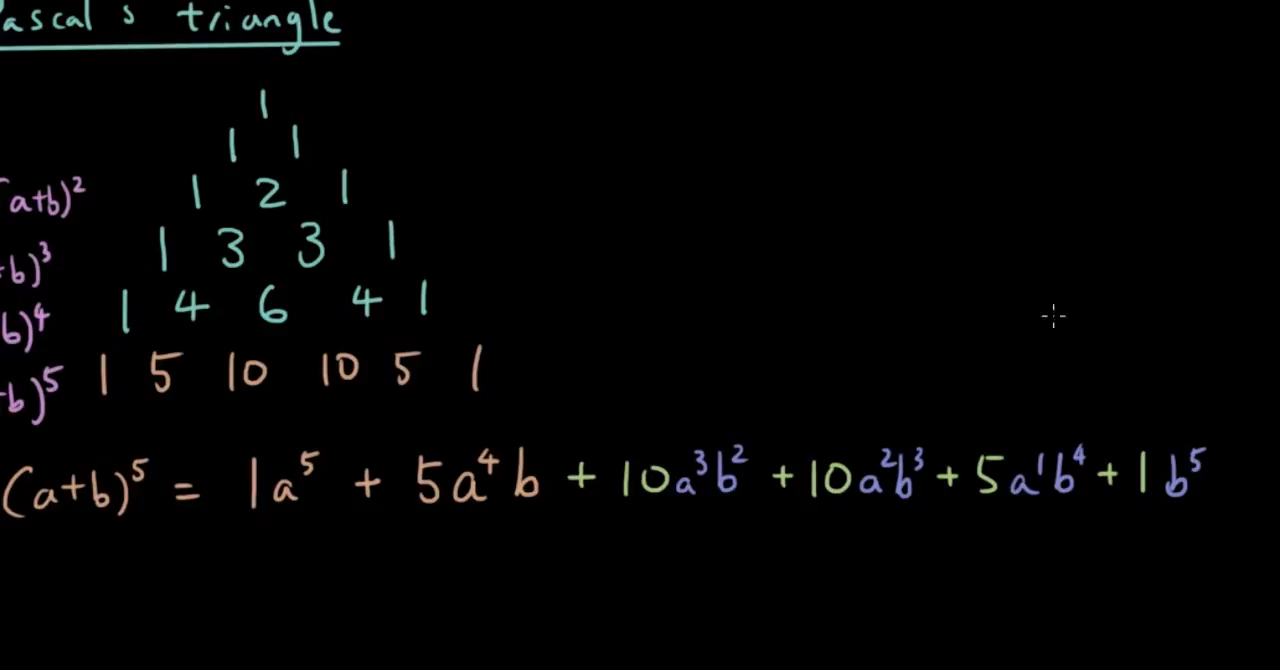 ascal s triangle
1
1 1
a+b)² 1 2 1
+b)³ 1 3 3 1
b)⁴ 1 4 6 4 1
+b)⁵ 1 5 10 10 5 1
(a+b)⁵ = 1a⁵ + 5a⁴b + 10a³b² + 10a²b³ + 5a¹b⁴ + 1b⁵